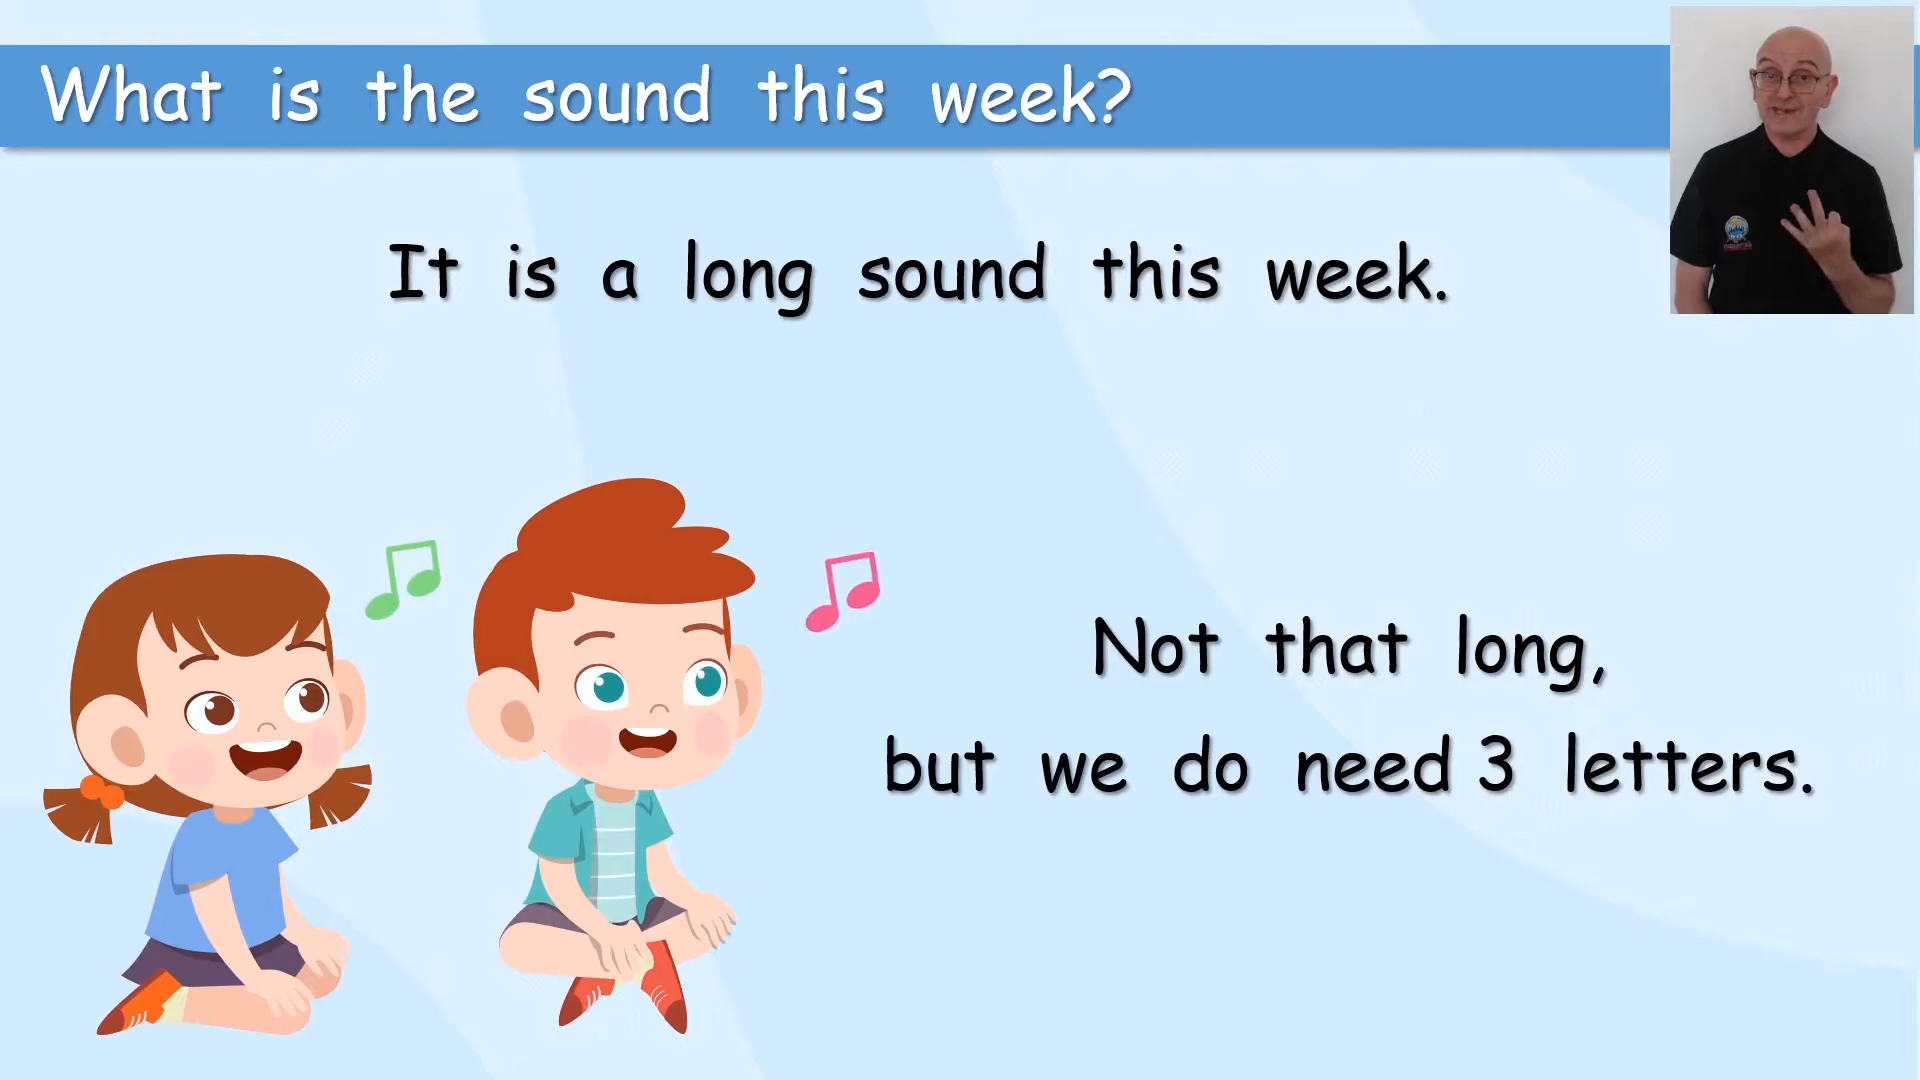 What is the sound this week?
It is a long sound this week.
Not that long,
but we do need 3 letters.